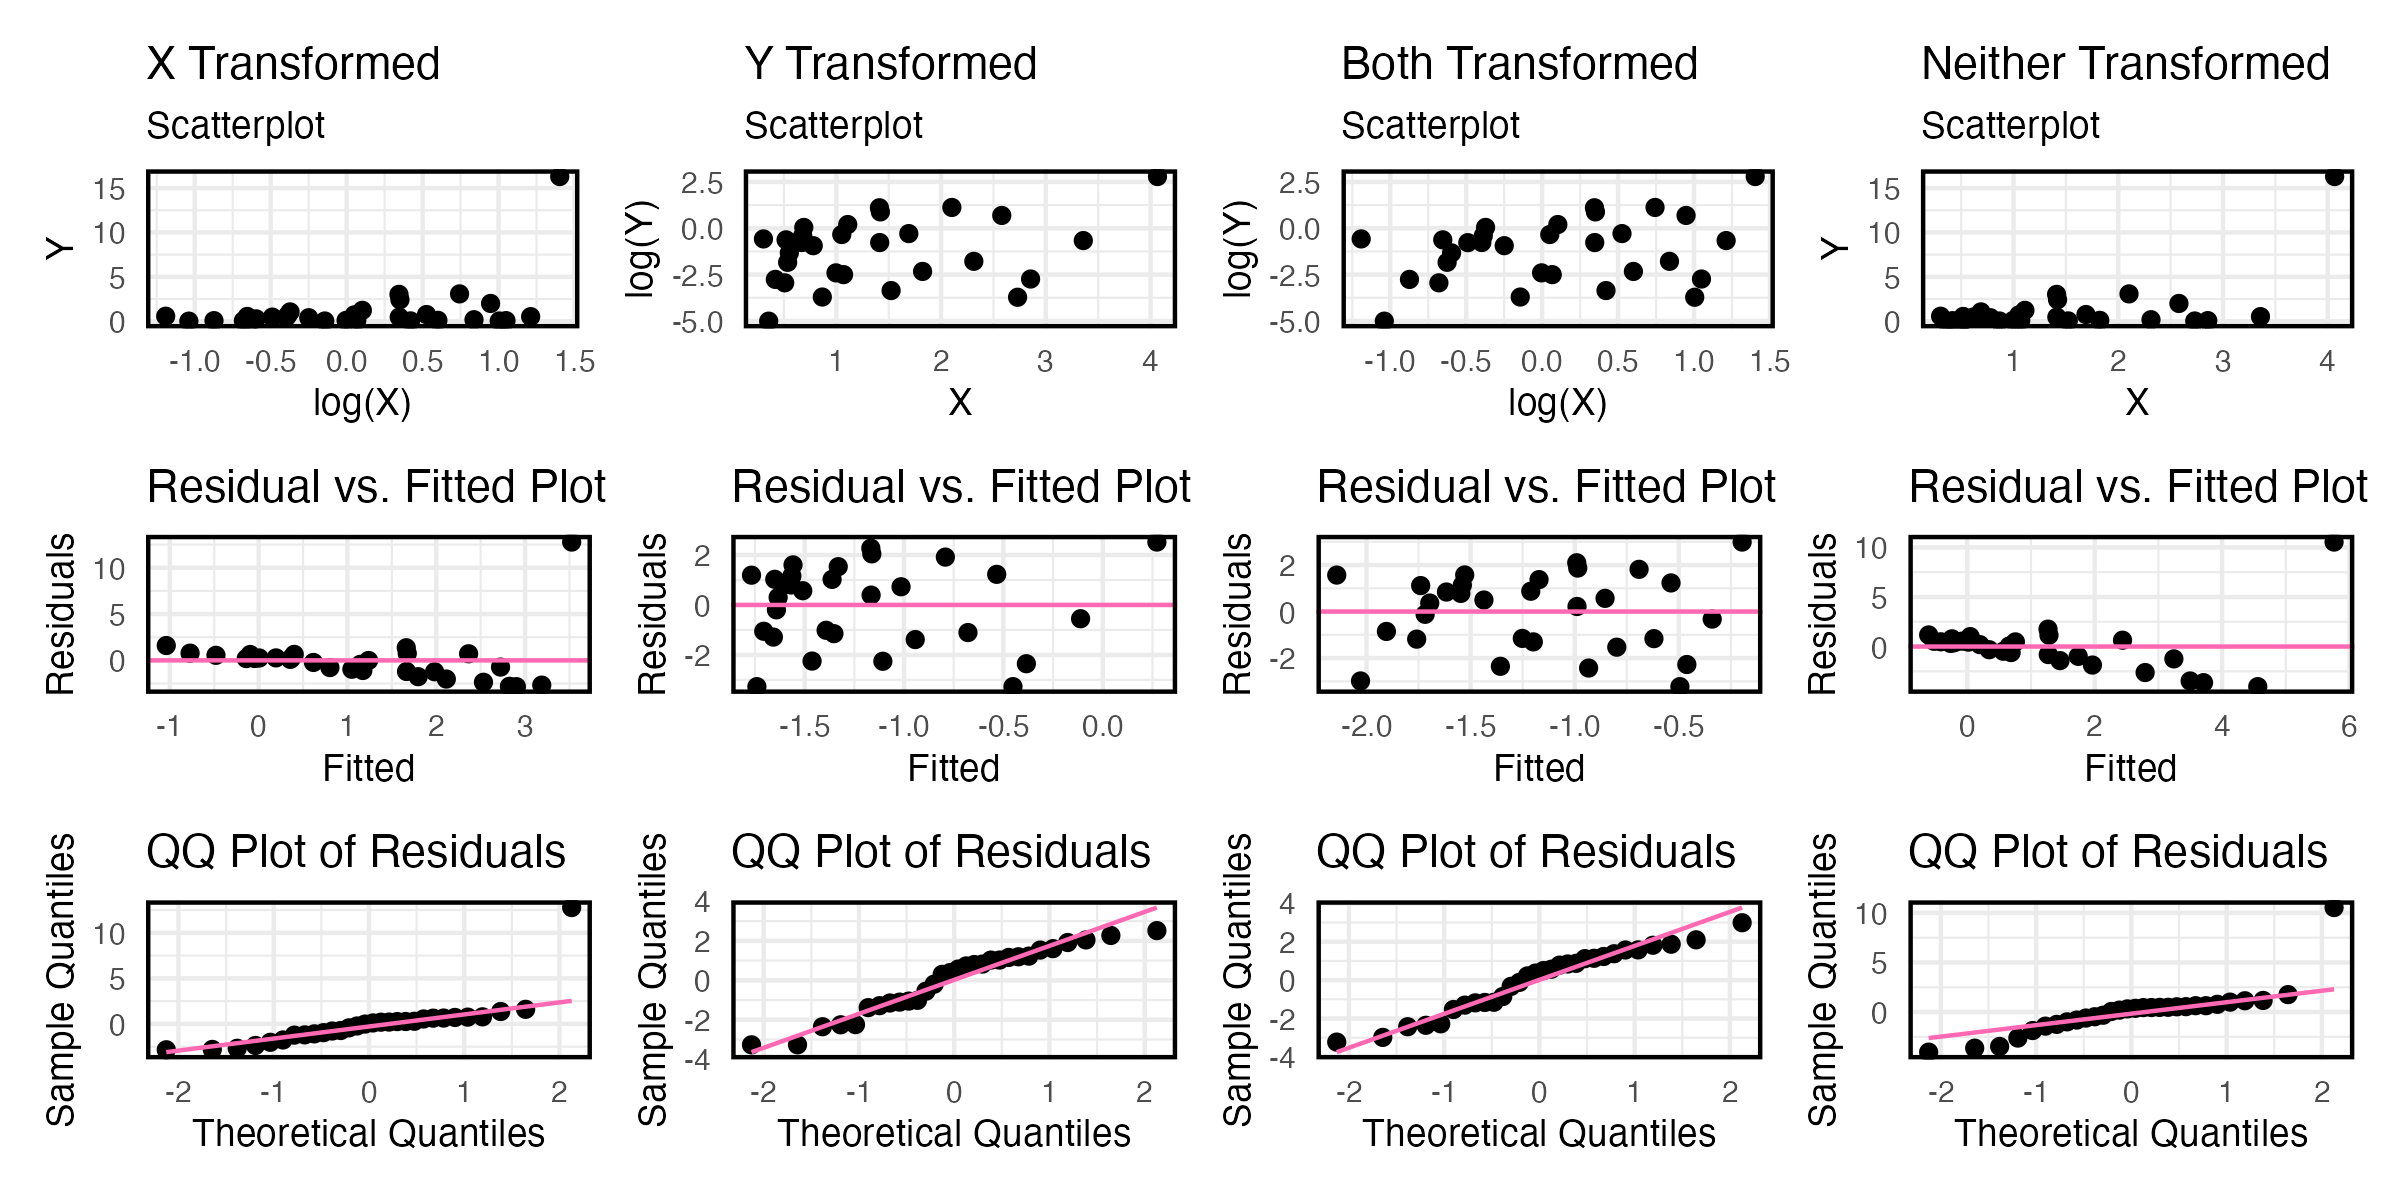 X Transformed
Scatterplot
Y
15
10
5
0
-1.0 -0.5 0.0 0.5 1.0 1.5
log(X)
Residual vs. Fitted Plot
Residuals
10
5
0
-1 0 1 2 3
Fitted
QQ Plot of Residuals
Sample Quantiles
10
5
0
-2 -1 0 1 2
Theoretical Quantiles
Y Transformed
Scatterplot
log(Y)
2.5
0.0
-2.5
-5.0
1 2 3 4
X
Residual vs. Fitted Plot
Residuals
2
0
-2
-1.5 -1.0 -0.5 0.0
Fitted
QQ Plot of Residuals
Sample Quantiles
4
2
0
-2
-4
-2 -1 0 1 2
Theoretical Quantiles
Both Transformed
Scatterplot
log(Y)
2.5
0.0
-2.5
-5.0
-1.0 -0.5 0.0 0.5 1.0 1.5
log(X)
Residual vs. Fitted Plot
Residuals
2
0
-2
-2.0 -1.5 -1.0 -0.5
Fitted
QQ Plot of Residuals
Sample Quantiles
4
2
0
-2
-4
-2 -1 0 1 2
Theoretical Quantiles
Neither Transformed
Scatterplot
Y
15
10
5
0
1 2 3 4
X
Residual vs. Fitted Plot
Residuals
10
5
0
0 2 4 6
Fitted
QQ Plot of Residuals
Sample Quantiles
10
5
0
-2 -1 0 1 2
Theoretical Quantiles